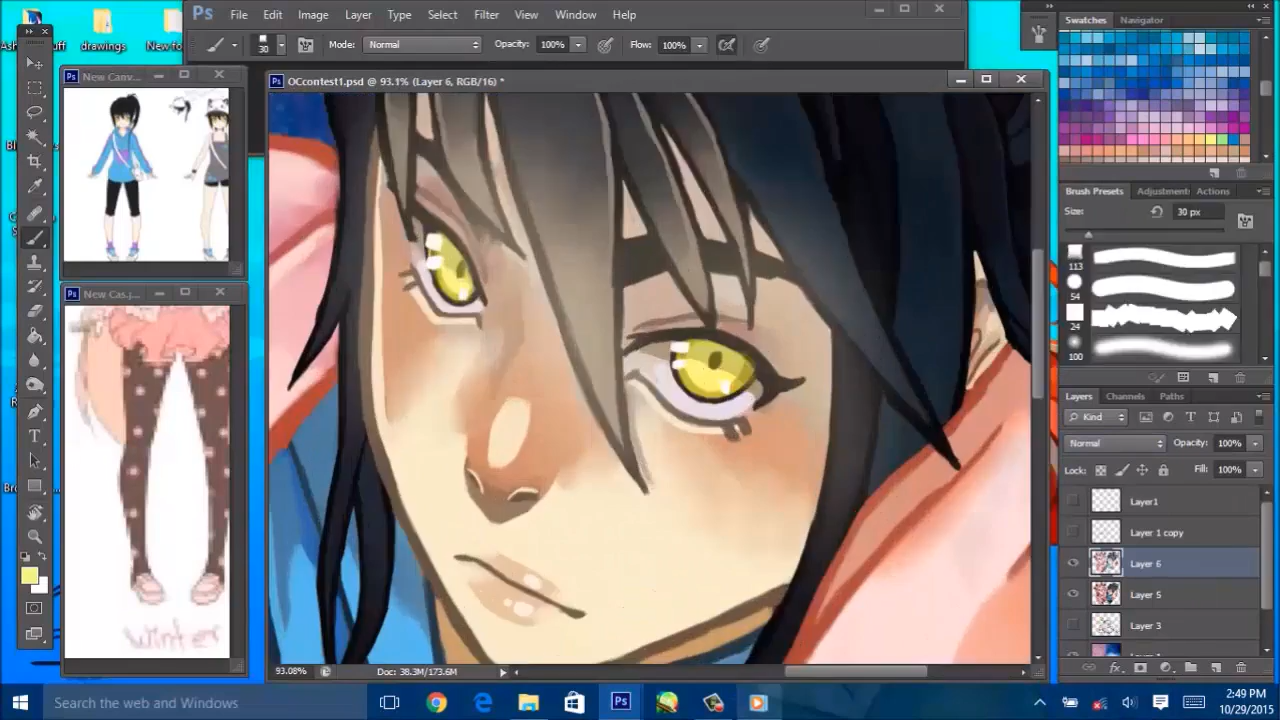 Ps File Edit Image Layer Type Select Filter View Window Help
30 Mode: Normal Opacity: 100% Flow: 100%
drawings
New Canv...
OCcontest1.psd @ 93.1% (Layer 6, RGB/16) *
New Cas.j...
winter
Swatches Navigator
Brush Presets Adjustment Actions
Size: 30 px
113
54
24
100
Layers Channels Paths
Kind
Normal Opacity: 100%
Lock: Fill: 100%
Layer1
Layer 1 copy
Layer 6
Layer 5
Layer 3
93.08% Doc: 38.3M/173.6M
Search the web and Windows
2:49 PM
10/29/2015